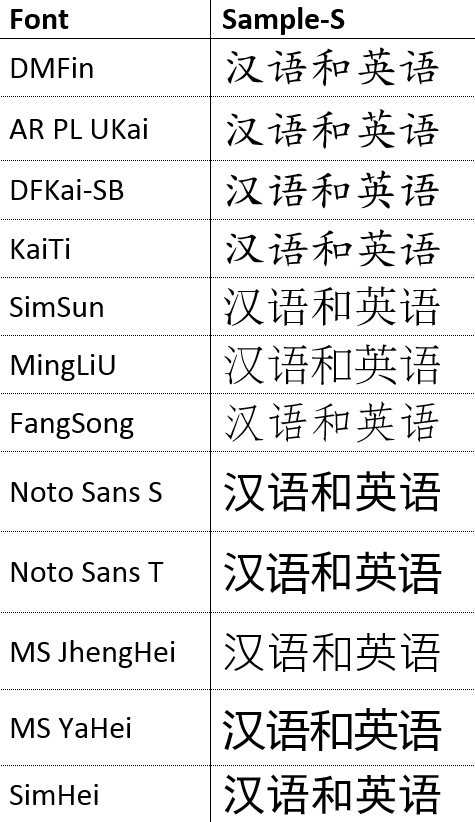 Font Sample-S
DMFin 汉语和英语
AR PL UKai 汉语和英语
DFKai-SB 汉语和英语
KaiTi 汉语和英语
SimSun 汉语和英语
MingLiU 汉语和英语
FangSong 汉语和英语
Noto Sans S 汉语和英语
Noto Sans T 汉语和英语
MS JhengHei 汉语和英语
MS YaHei 汉语和英语
SimHei 汉语和英语